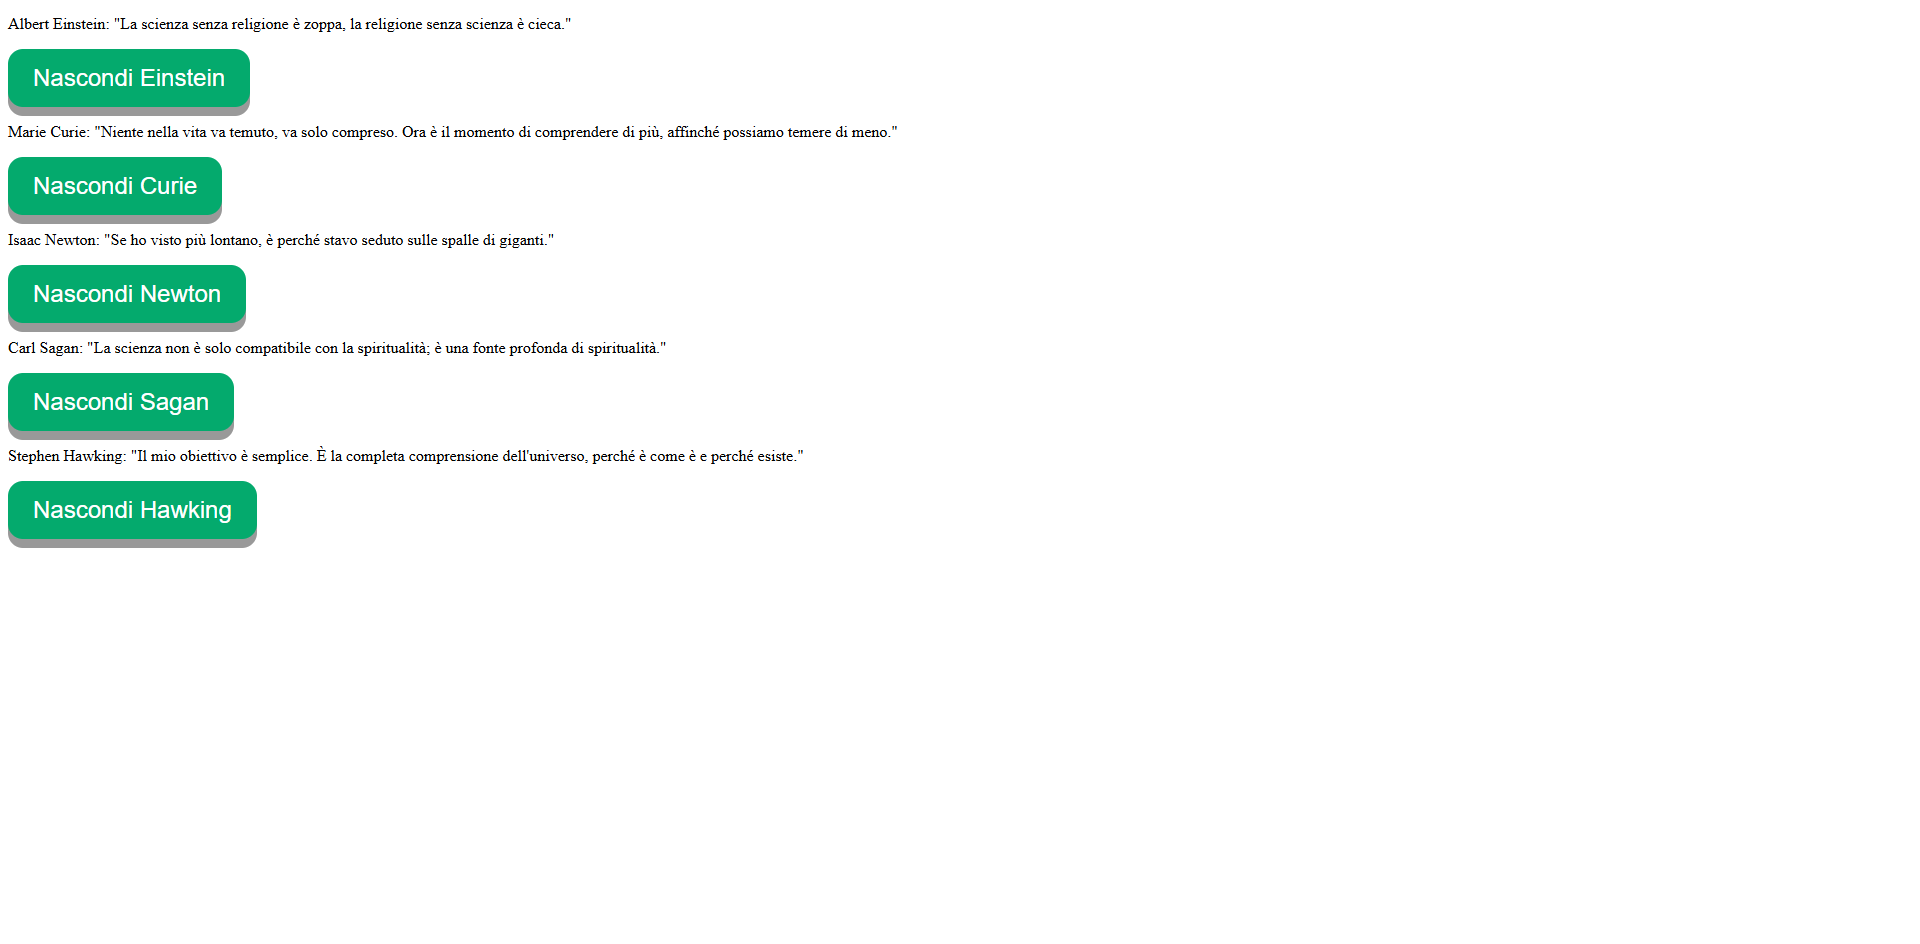 Albert Einstein: "La scienza senza religione è zoppa, la religione senza scienza è cieca."
Nascondi Einstein
Marie Curie: "Niente nella vita va temuto, va solo compreso. Ora è il momento di comprendere di più, affinché possiamo temere di meno."
Nascondi Curie
Isaac Newton: "Se ho visto più lontano, è perché stavo seduto sulle spalle di giganti."
Nascondi Newton
Carl Sagan: "La scienza non è solo compatibile con la spiritualità; è una fonte profonda di spiritualità."
Nascondi Sagan
Stephen Hawking: "Il mio obiettivo è semplice. È la completa comprensione dell'universo, perché è come è e perché esiste."
Nascondi Hawking